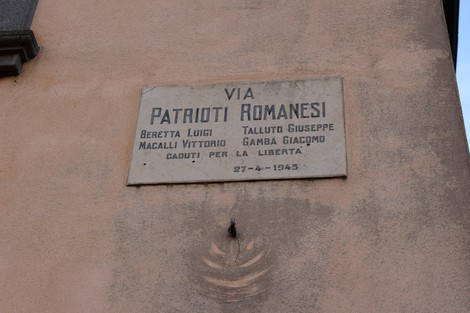 VIA
PATRIOTI ROMANESI
BERETTA LUIGI TALLUTO GIUSEPPE
MACALLI VITTORIO GAMBA GIACOMO
CADUTI PER LA LIBERTÀ
27-4-1945